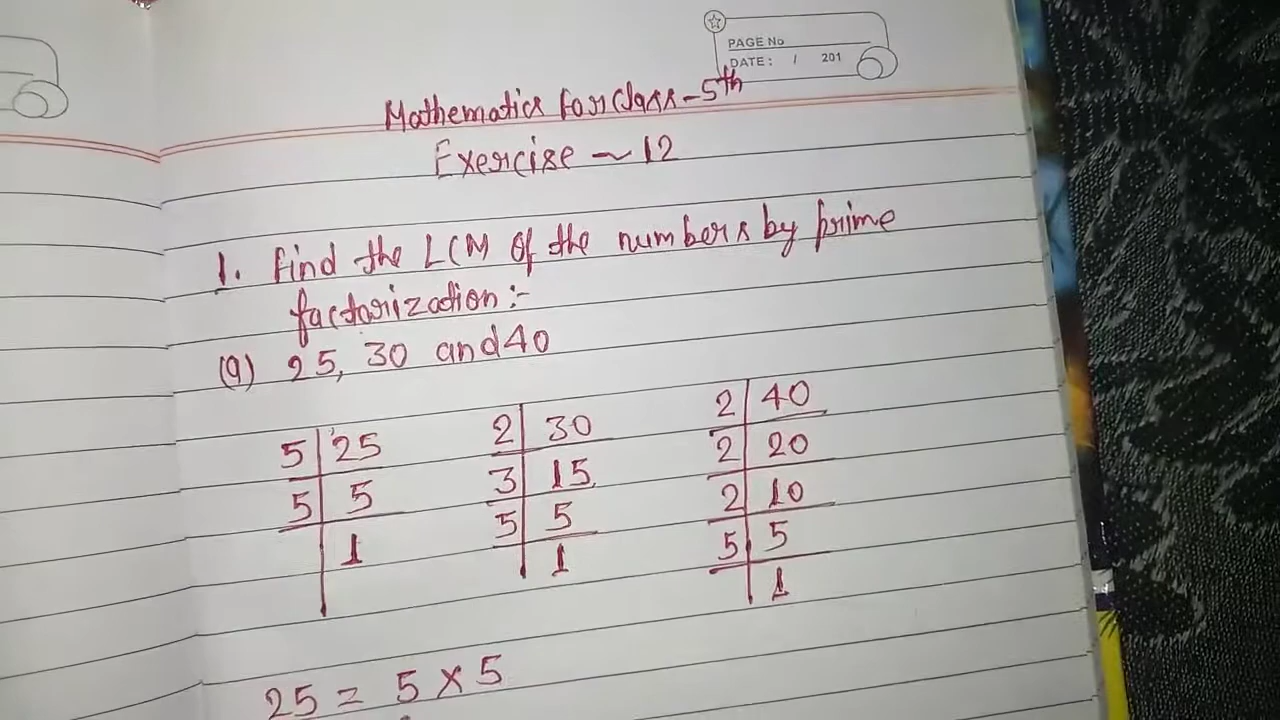 PAGE No
DATE: / 201
Mathematics for class - 5th
Exercise ~ 12
1. Find the LCM of the numbers by prime
factorization :-
(a) 25, 30 and 40
5 25
5 5
1
2 30
3 15
5 5
1
2 40
2 20
2 10
5 5
1
25 = 5 × 5